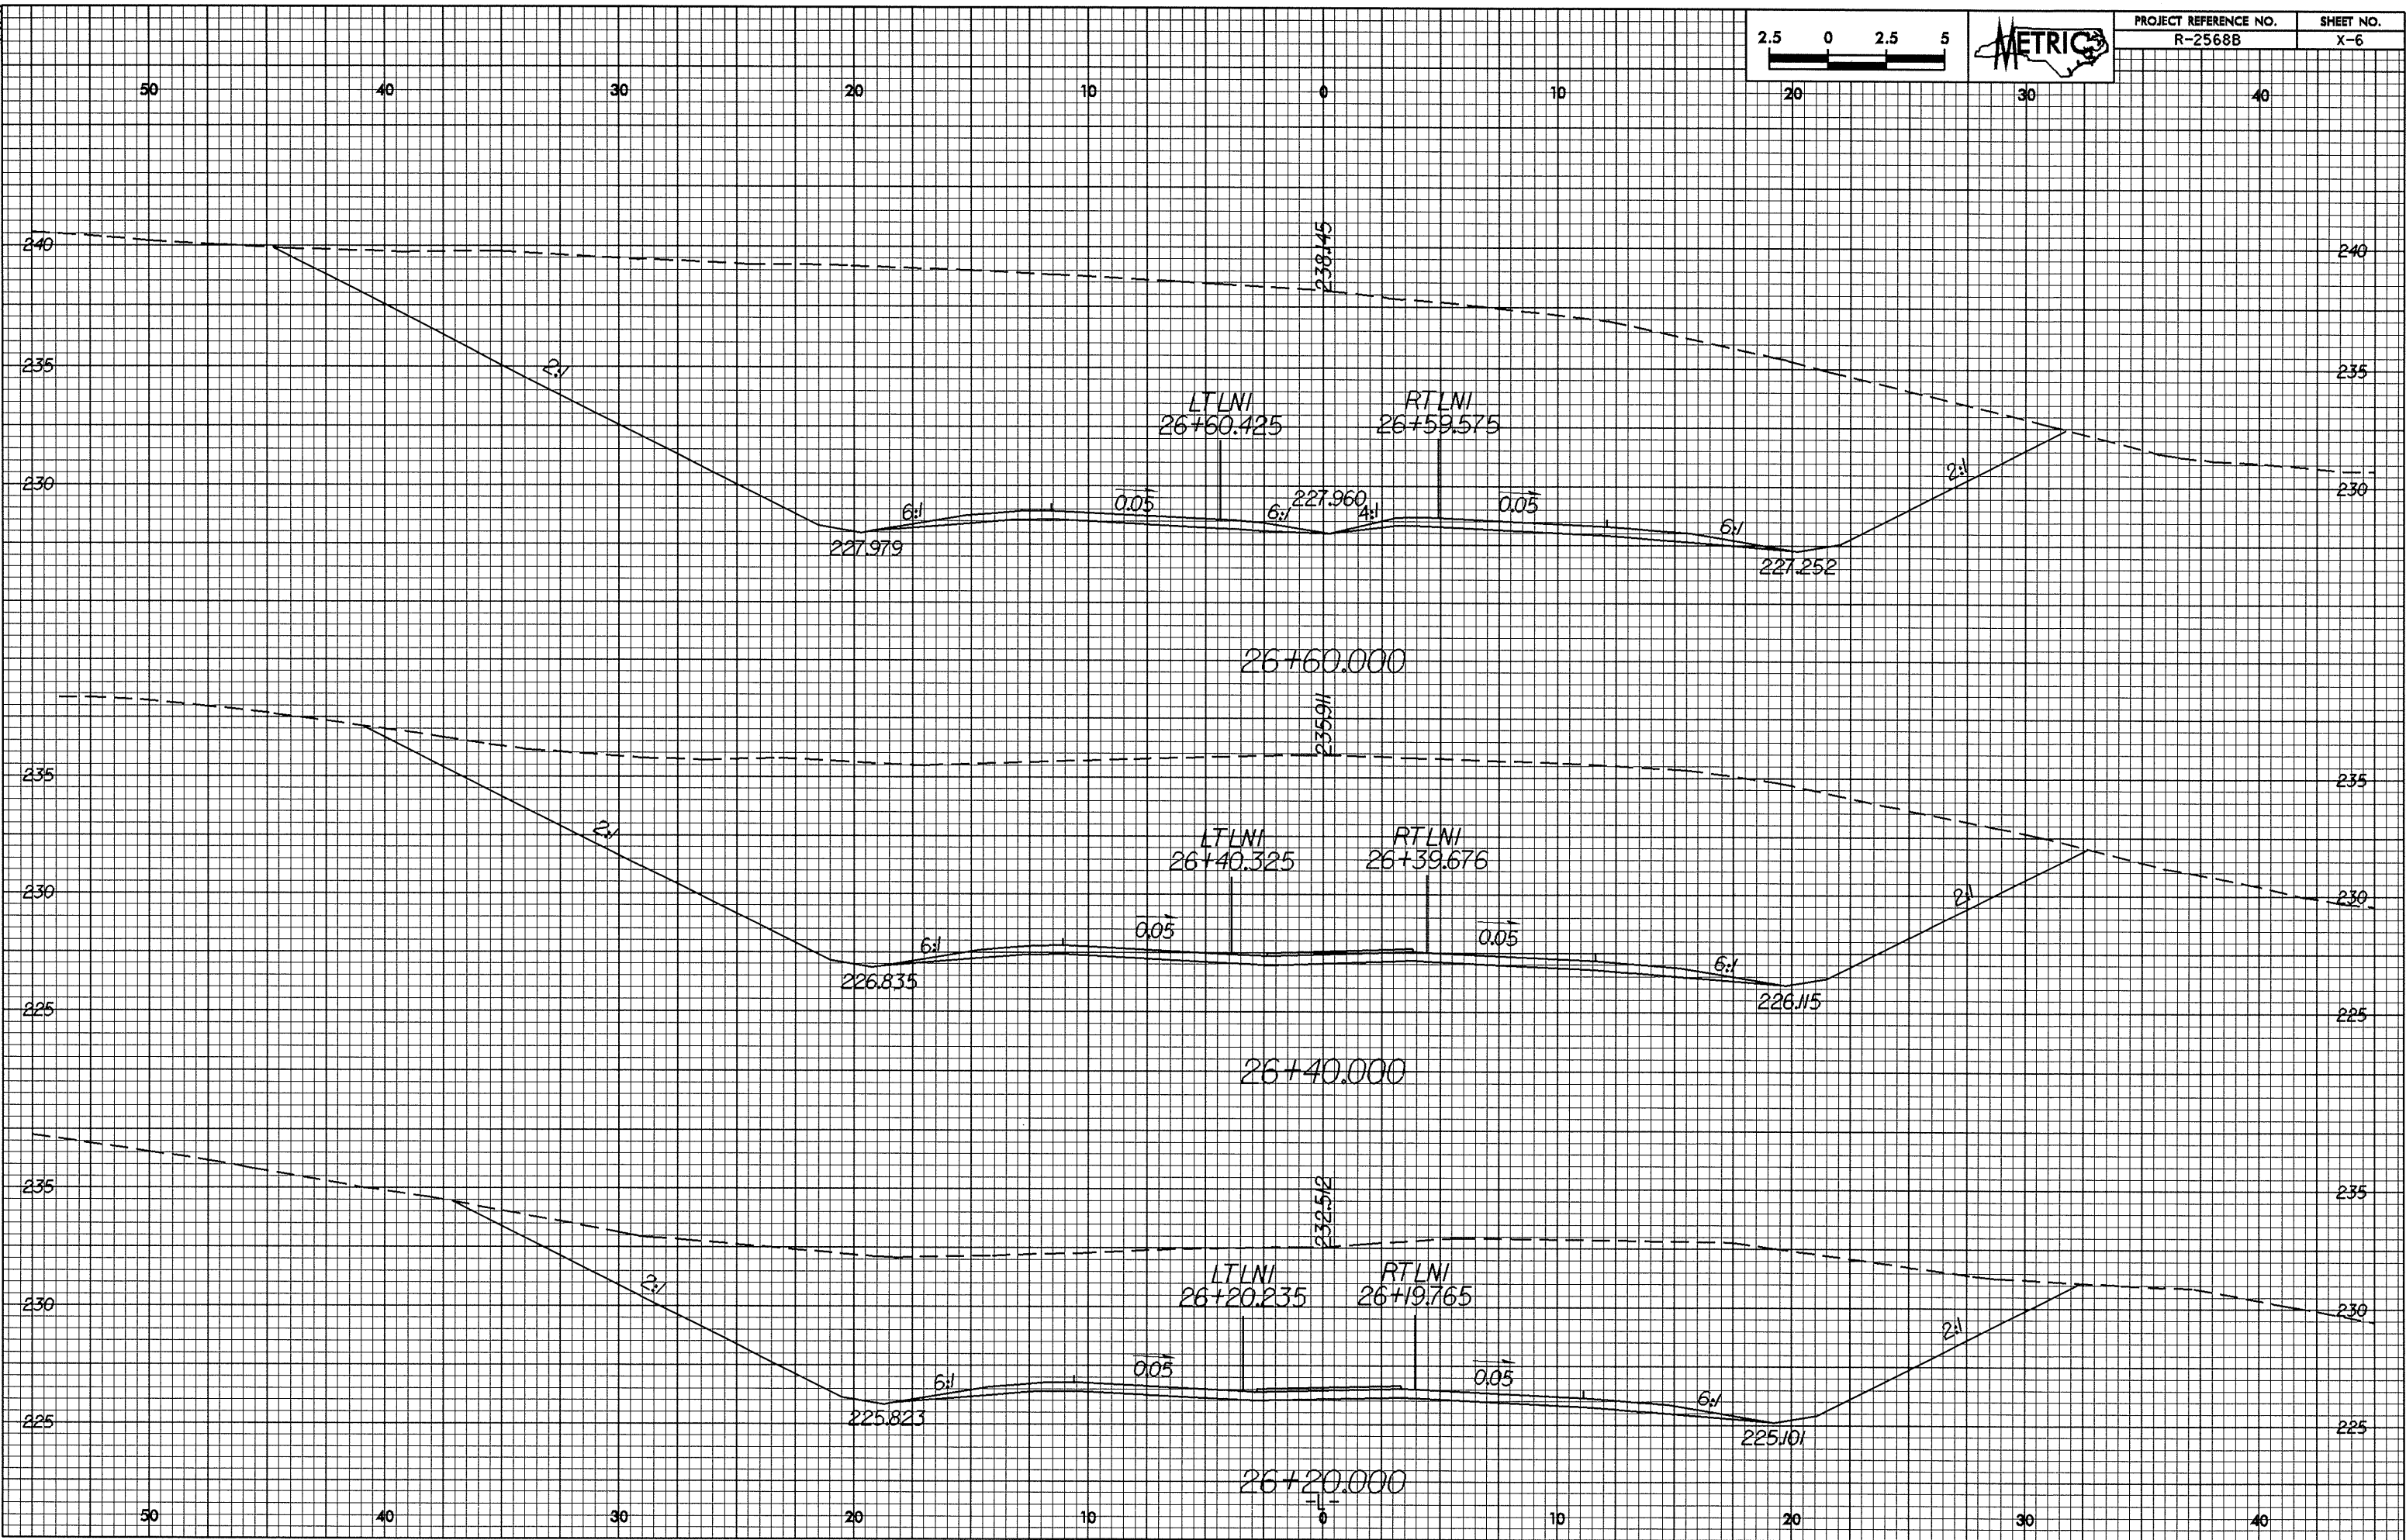 PROJECT REFERENCE NO. SHEET NO.
R-2568B X-6
2.5 0 2.5 5
METRIC
50 40 30 20 10 0 10 20 30 40
238.145
240 240
235 235
2:1
LTLN1 RTLN1
26+60.425 26+59.575
230 230
2:1
6:1 0.05 6:1 227.960 4:1 0.05 6:1
227.979 227.252
26+60.000
235.911
235 235
2:1
LTLN1 RTLN1
26+40.325 26+39.676
230 230
2:1
6:1 0.05 0.05 6:1
226.835 226.115
225 225
26+40.000
235 235
232.512
2:1
LTLN1 RTLN1
26+20.235 26+19.765
230 230
2:1
6:1 0.05 0.05 6:1
225.823 225.101
225 225
26+20.000
-L-
50 40 30 20 10 0 10 20 30 40